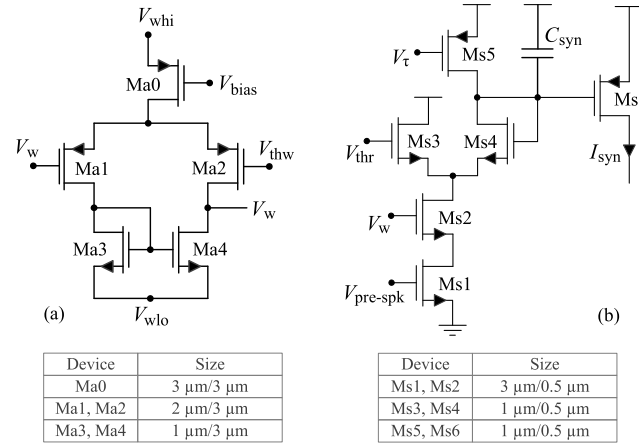 V_whi
Ma0
V_bias
V_w
Ma1
Ma2
V_thw
V_w
Ma3
Ma4
V_wlo
(a)
V_τ
Ms5
C_syn
Ms
V_thr
Ms3
Ms4
I_syn
V_w
Ms2
V_pre-spk
Ms1
(b)
Device Size
Ma0 3 μm/3 μm
Ma1, Ma2 2 μm/3 μm
Ma3, Ma4 1 μm/3 μm
Device Size
Ms1, Ms2 3 μm/0.5 μm
Ms3, Ms4 1 μm/0.5 μm
Ms5, Ms6 1 μm/0.5 μm